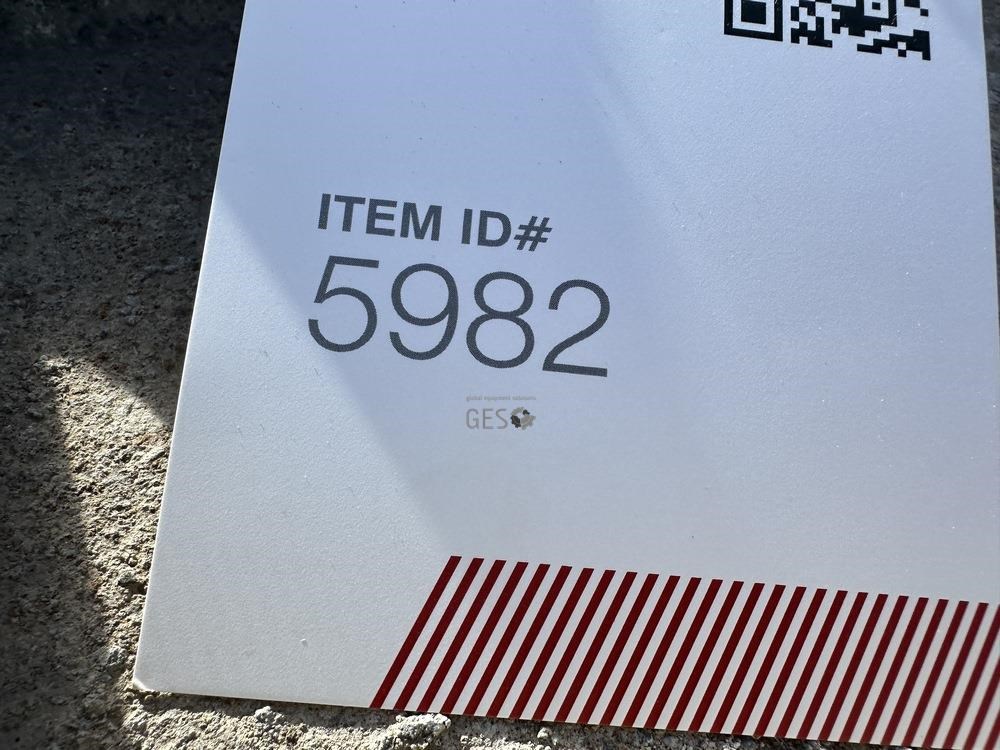 ITEM ID#
5982
global equipment solutions
GES